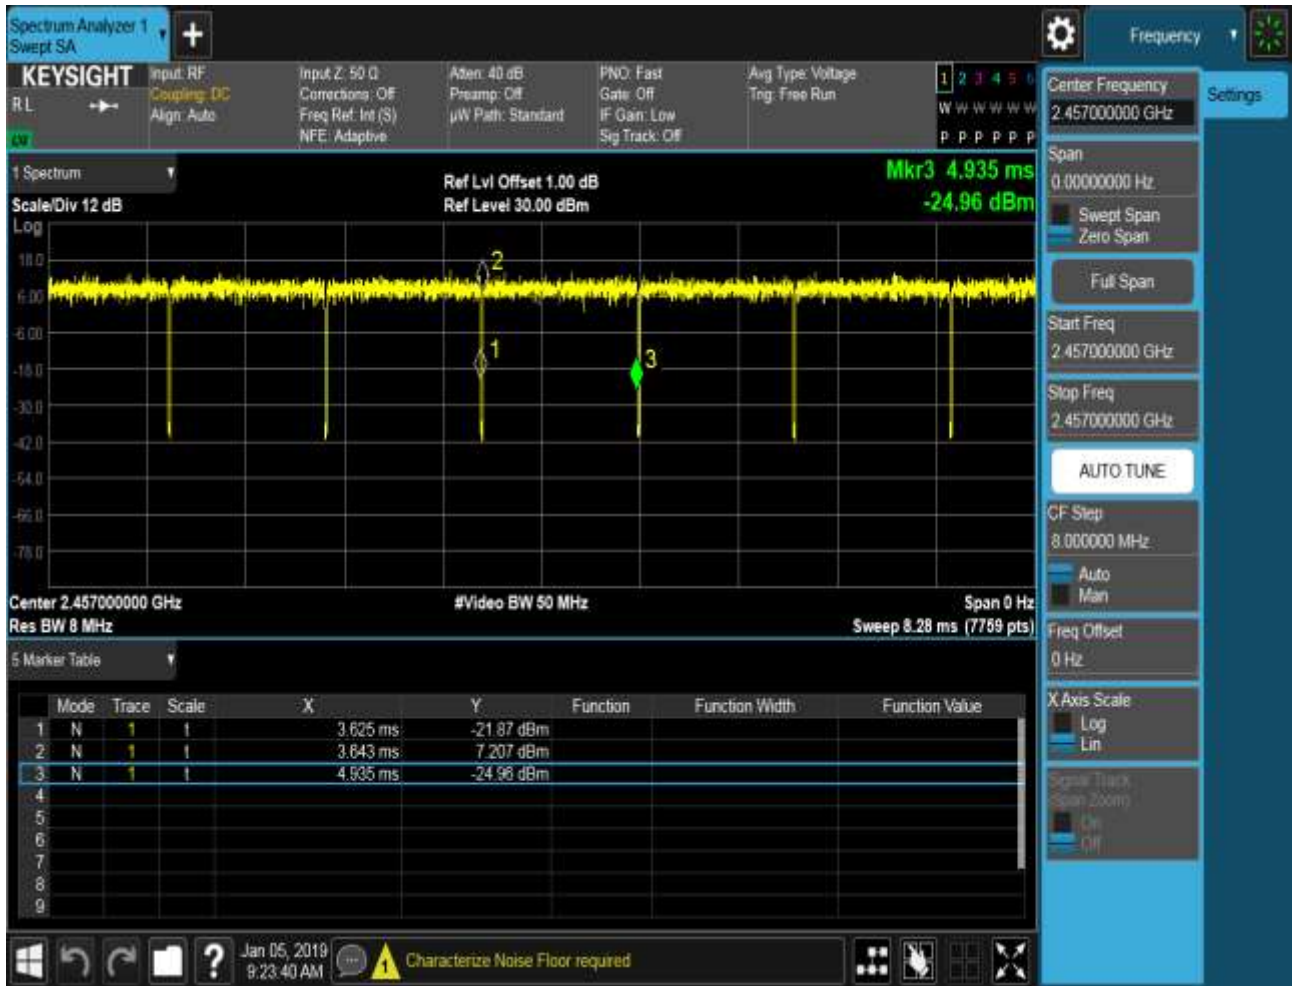 Spectrum Analyzer 1
Swept SA
Frequency
KEYSIGHT
R L
Input: RF
Coupling: DC
Align: Auto
Input Z: 50 Ω
Corrections: Off
Freq Ref: Int (S)
NFE: Adaptive
Atten: 40 dB
Preamp: Off
µW Path: Standard
PNO: Fast
Gate: Off
IF Gain: Low
Sig Track: Off
Avg Type: Voltage
Trig: Free Run
1 2 3 4 5 6
W W W W W W
P P P P P P
Center Frequency
2.457000000 GHz
Settings
Span
0.00000000 Hz
Swept Span
Zero Span
Full Span
Start Freq
2.457000000 GHz
Stop Freq
2.457000000 GHz
AUTO TUNE
CF Step
8.000000 MHz
Auto
Man
Freq Offset
0 Hz
X Axis Scale
Log
Lin
Signal Track
(Span Zoom)
On
Off
1 Spectrum
Scale/Div 12 dB
Log
Ref Lvl Offset 1.00 dB
Ref Level 30.00 dBm
Mkr3 4.935 ms
-24.96 dBm
18.0
6.00
-6.00
-18.0
-30.0
-42.0
-54.0
-66.0
-78.0
2
1
3
Center 2.457000000 GHz
#Video BW 50 MHz
Span 0 Hz
Res BW 8 MHz
Sweep 8.28 ms (7759 pts)
5 Marker Table
Mode Trace Scale X Y Function Function Width Function Value
1 N 1 t 3.625 ms -21.87 dBm
2 N 1 t 3.643 ms 7.207 dBm
3 N 1 t 4.935 ms -24.96 dBm
4
5
6
7
8
9
Jan 05, 2019
9:23:40 AM
Characterize Noise Floor required